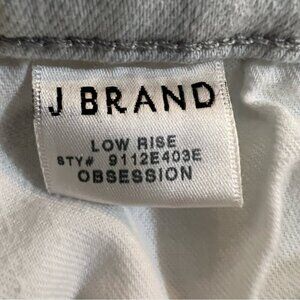 J BRAND
LOW RISE
STY# 9112E403E
OBSESSION